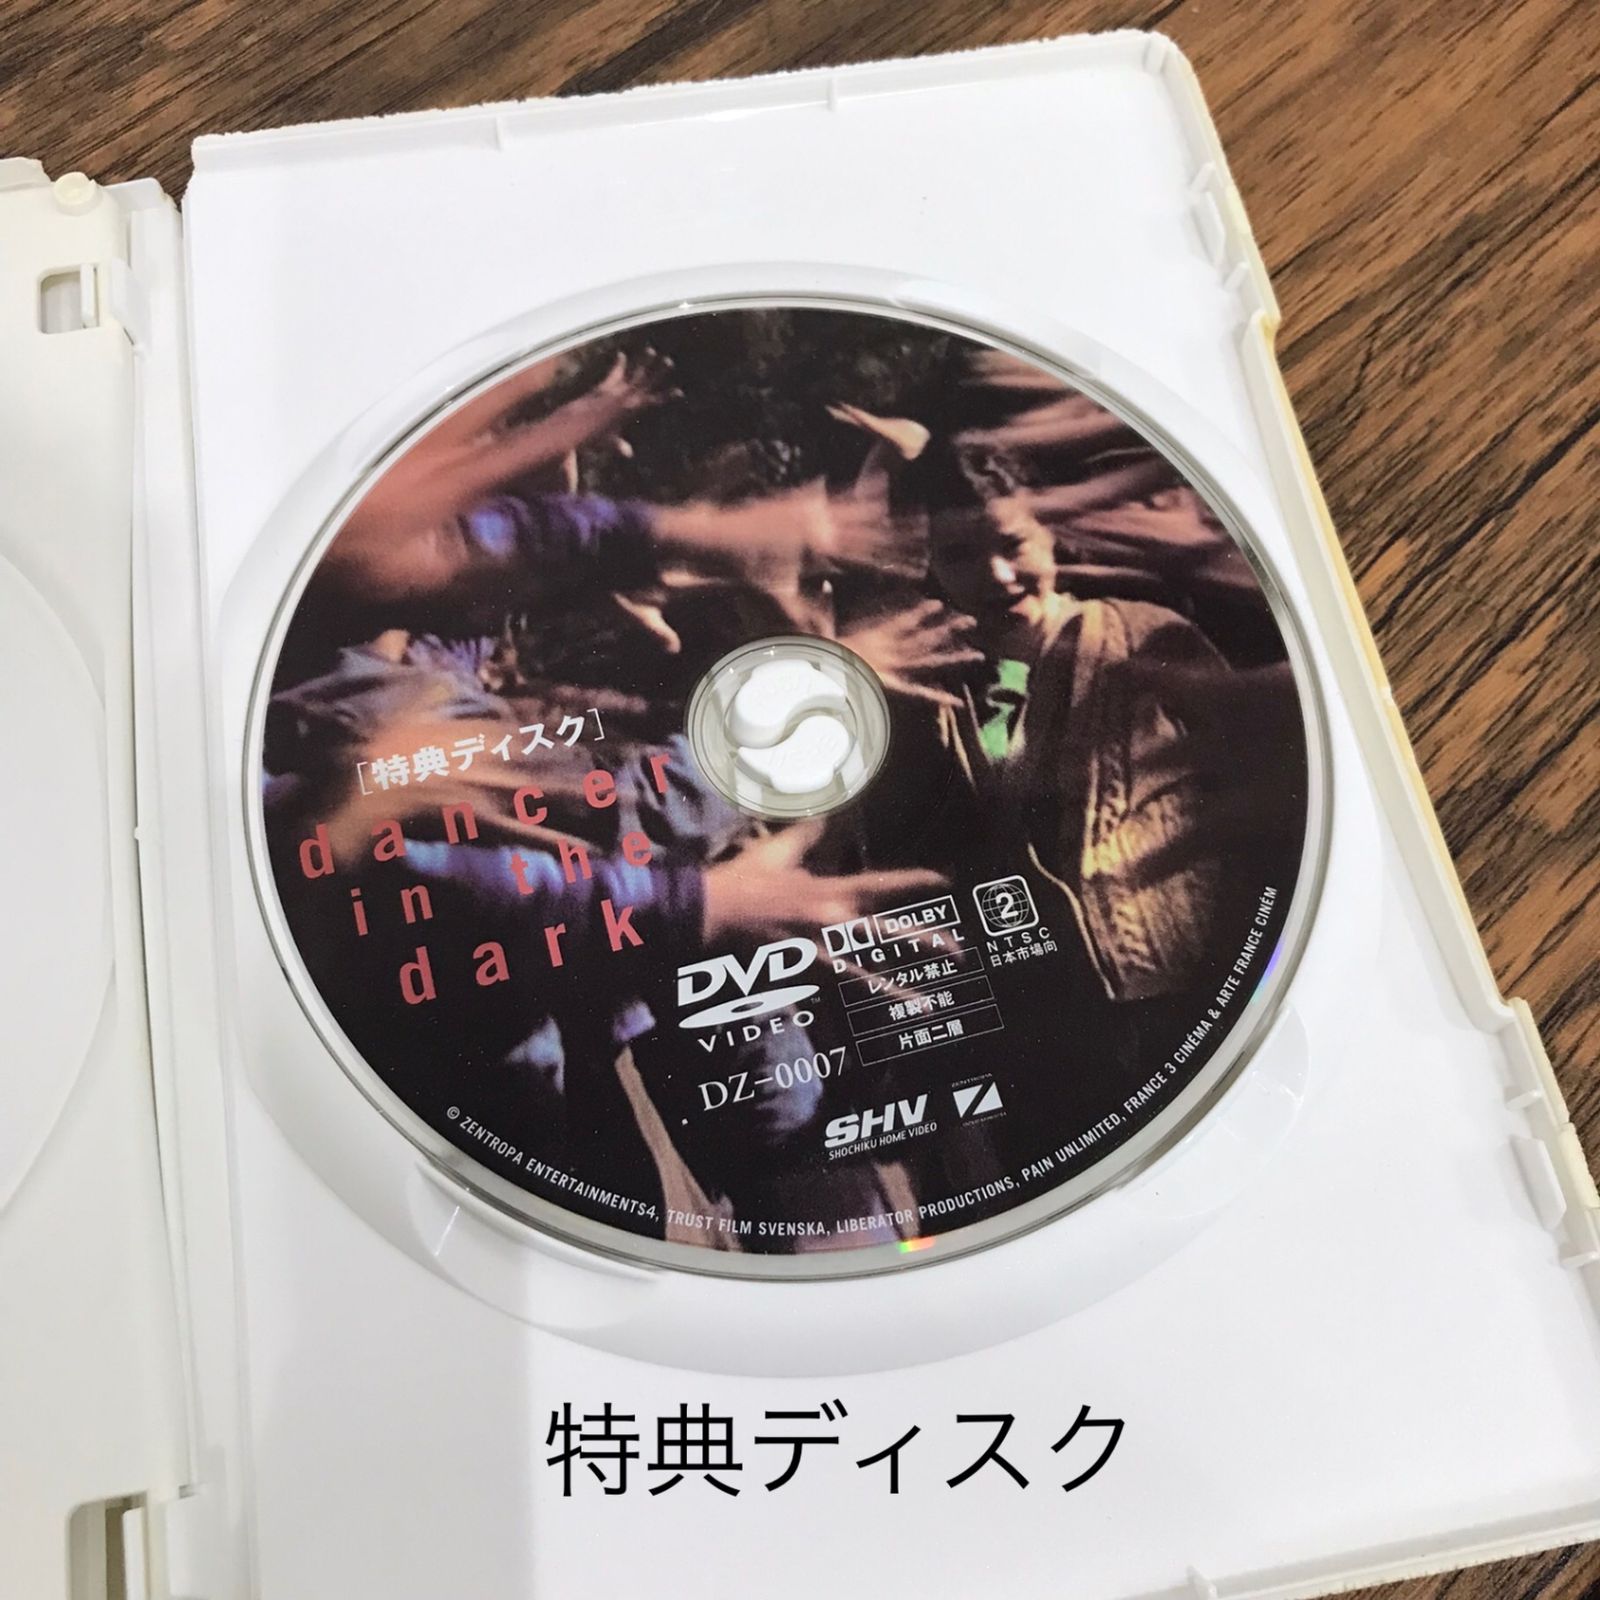 [特典ディスク]
dancer
in the
dark
DVD
VIDEO
DOLBY
DIGITAL
レンタル禁止
複製不能
片面二層
2
NTSC
日本市場向
DZ-0007
SHV
SHOCHIKU HOME VIDEO
ZENTROPA
© ZENTROPA ENTERTAINMENTS4, TRUST FILM SVENSKA, LIBERATOR PRODUCTIONS, PAIN UNLIMITED, FRANCE 3 CINÉMA & ARTE FRANCE CINÉM
特典ディスク